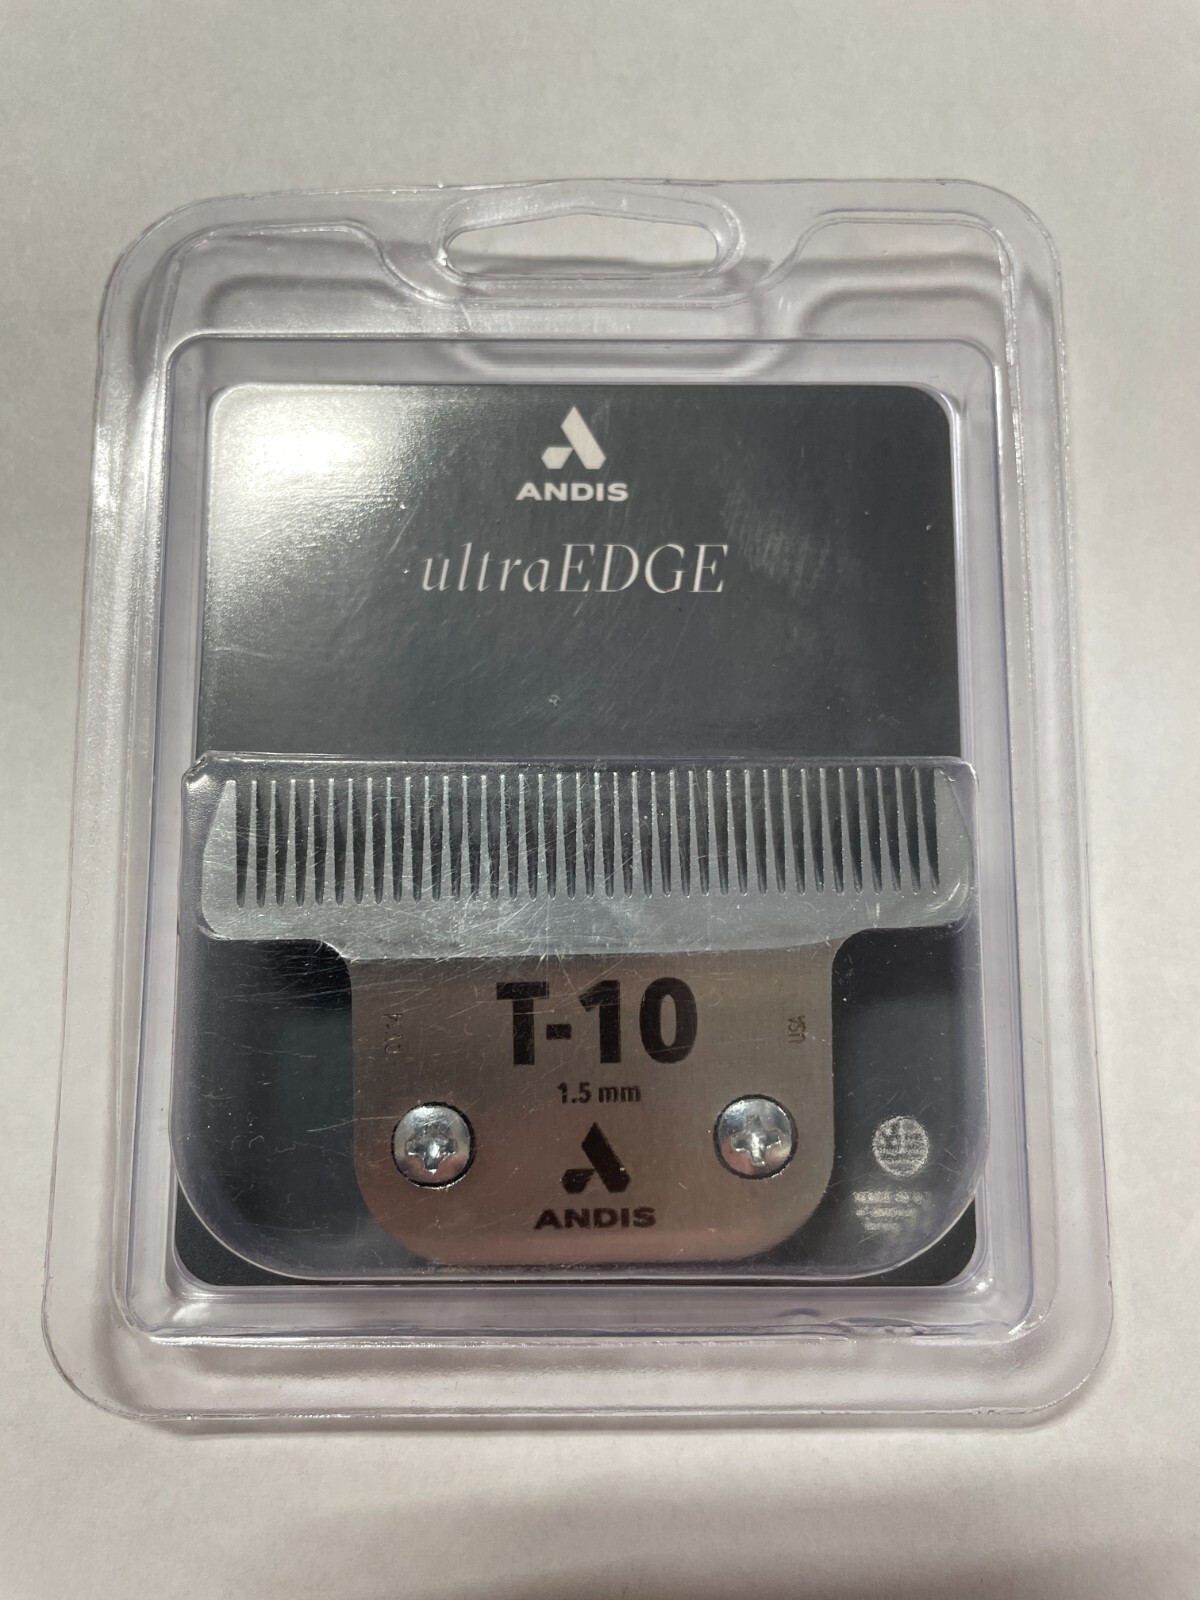 ANDIS
ultraEDGE
T-10
USA
1.5 mm
ANDIS